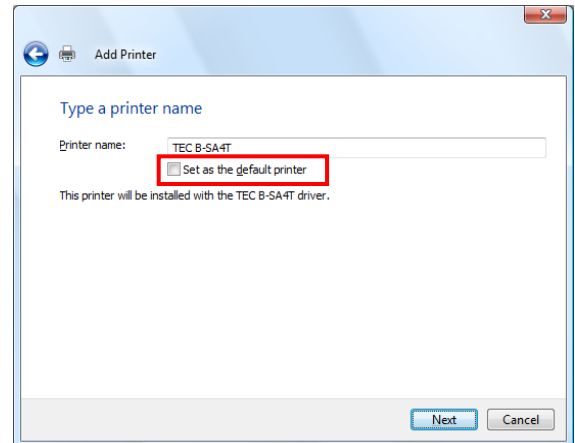 Add Printer
Type a printer name
Printer name:
TEC B-SA4T
Set as the default printer
This printer will be installed with the TEC B-SA4T driver.
Next
Cancel